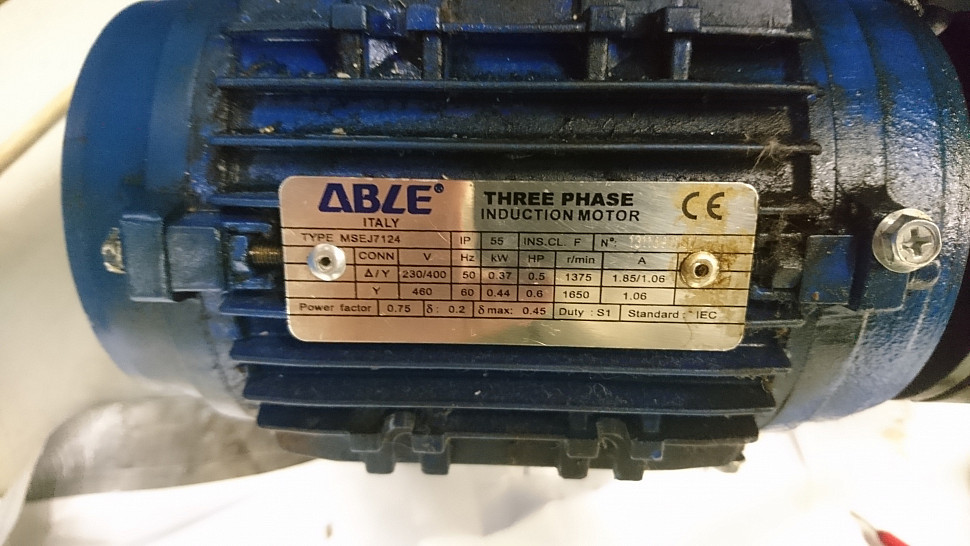 ABLE®
ITALY
THREE PHASE
INDUCTION MOTOR
CE
TYPE MSEJ7124 IP 55 INS.CL F Nº:
CONN V Hz kW HP r/min A
Δ/Y 230/400 50 0.37 0.5 1375 1.85/1.06
Y 460 60 0.44 0.6 1650 1.06
Power factor 0.75 δ: 0.2 δ max: 0.45 Duty : S1 Standard : IEC